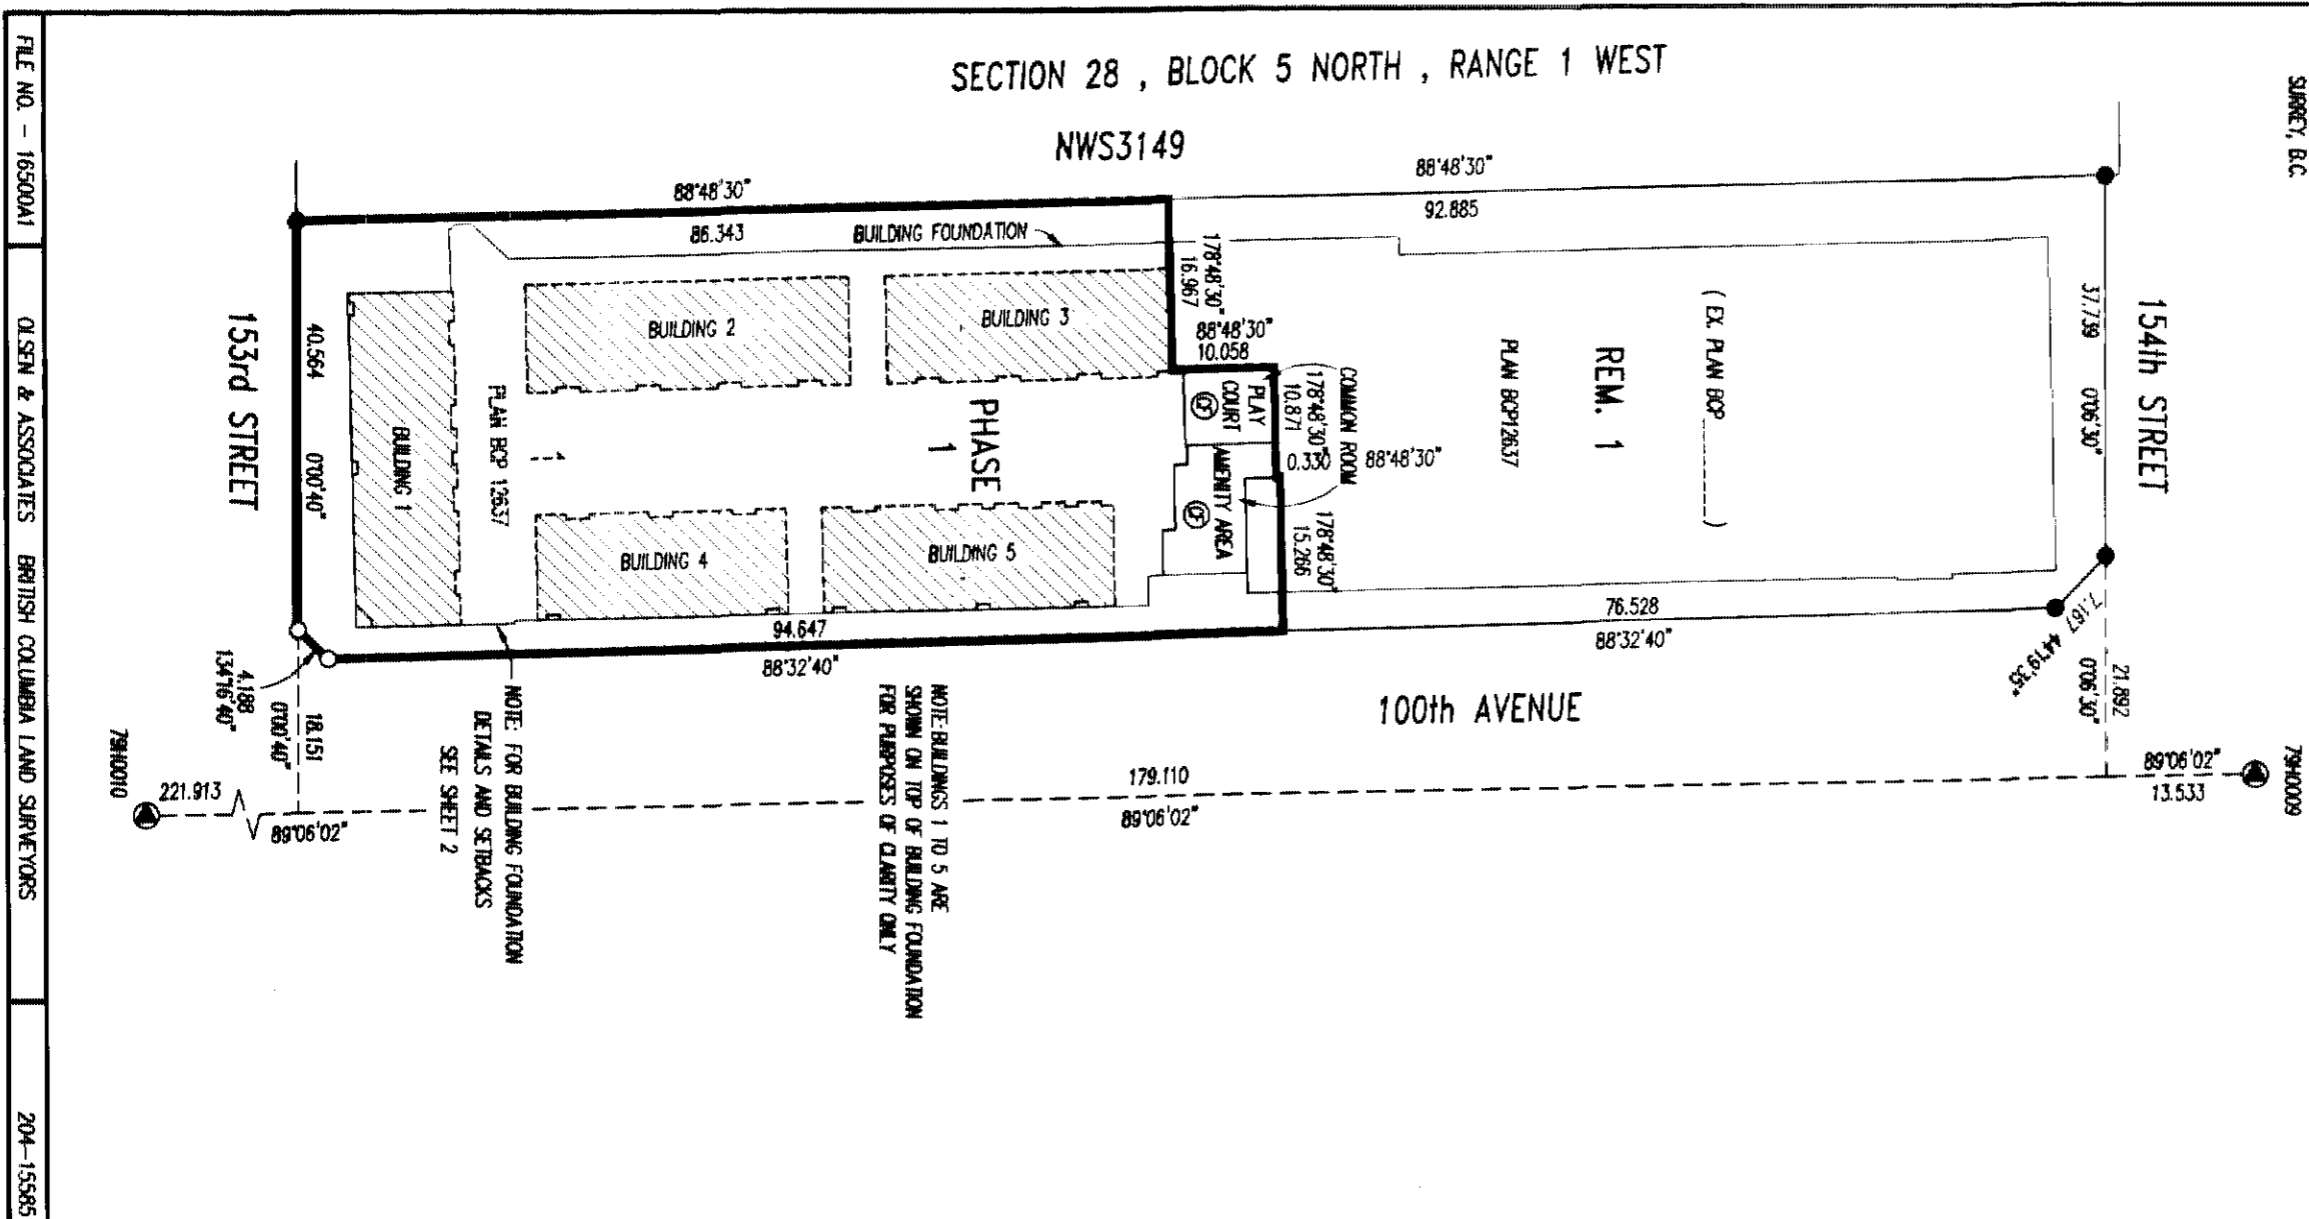 SECTION 28 , BLOCK 5 NORTH , RANGE 1 WEST
SURREY, B.C.
NWS3149
88°48'30"
86.343
88°48'30"
92.885
BUILDING FOUNDATION
178°48'30"
16.967
88°48'30"
10.058
BUILDING 2
BUILDING 3
COMMON ROOM
178°48'30"
10.871
0.330
88°48'30"
PLAY
COURT
CF
AMENITY AREA
CF
178°48'30"
15.266
153rd STREET
40.564 0°00'40"
BUILDING 1
PLAN BCP 12637
PHASE
1
BUILDING 4
BUILDING 5
PLAN BCP12637
REM. 1
( EX. PLAN BCP )
37.739 0°06'30"
154th STREET
94.647
88°32'40"
76.528
88°32'40"
7.167 44°19'35"
21.892
0°06'30"
4.188
134°16'40"
18.151
0°00'40"
100th AVENUE
NOTE: FOR BUILDING FOUNDATION
DETAILS AND SETBACKS
SEE SHEET 2
NOTE-BUILDINGS 1 TO 5 ARE
SHOWN ON TOP OF BUILDING FOUNDATION
FOR PURPOSES OF CLARITY ONLY
79H0010
221.913
89°06'02"
179.110
89°06'02"
89°06'02"
13.533
79H0009
FILE NO. - 16500A1
OLSEN & ASSOCIATES BRITISH COLUMBIA LAND SURVEYORS
204-15585